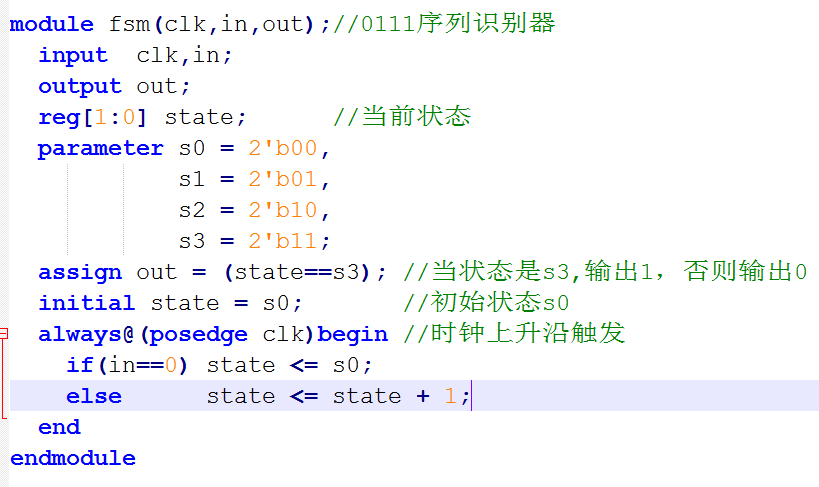 module fsm(clk,in,out);//0111序列识别器
  input  clk,in;
  output out;
  reg[1:0] state;      //当前状态
  parameter s0 = 2'b00,
            s1 = 2'b01,
            s2 = 2'b10,
            s3 = 2'b11;
  assign out = (state==s3); //当状态是s3,输出1，否则输出0
  initial state = s0;       //初始状态s0
  always@(posedge clk)begin //时钟上升沿触发
    if(in==0) state <= s0;
    else      state <= state + 1;
  end
endmodule